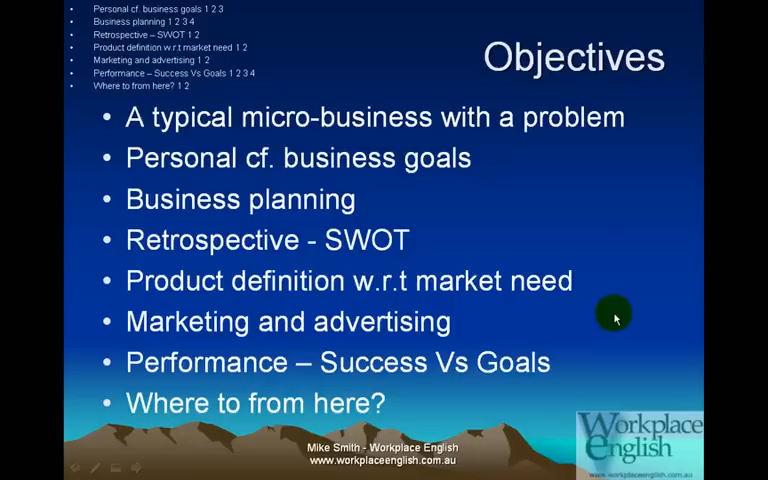 Personal cf. business goals 1 2 3
Business planning 1 2 3 4
Retrospective – SWOT 1 2
Product definition w r t market need 1 2
Marketing and advertising 1 2
Performance – Success Vs Goals 1 2 3 4
Where to from here? 1 2
Objectives
• A typical micro-business with a problem
• Personal cf. business goals
• Business planning
• Retrospective - SWOT
• Product definition w.r.t market need
• Marketing and advertising
• Performance – Success Vs Goals
• Where to from here?
Mike Smith - Workplace English
www.workplaceenglish.com.au
Workplace
English
www.workplaceenglish.com.au